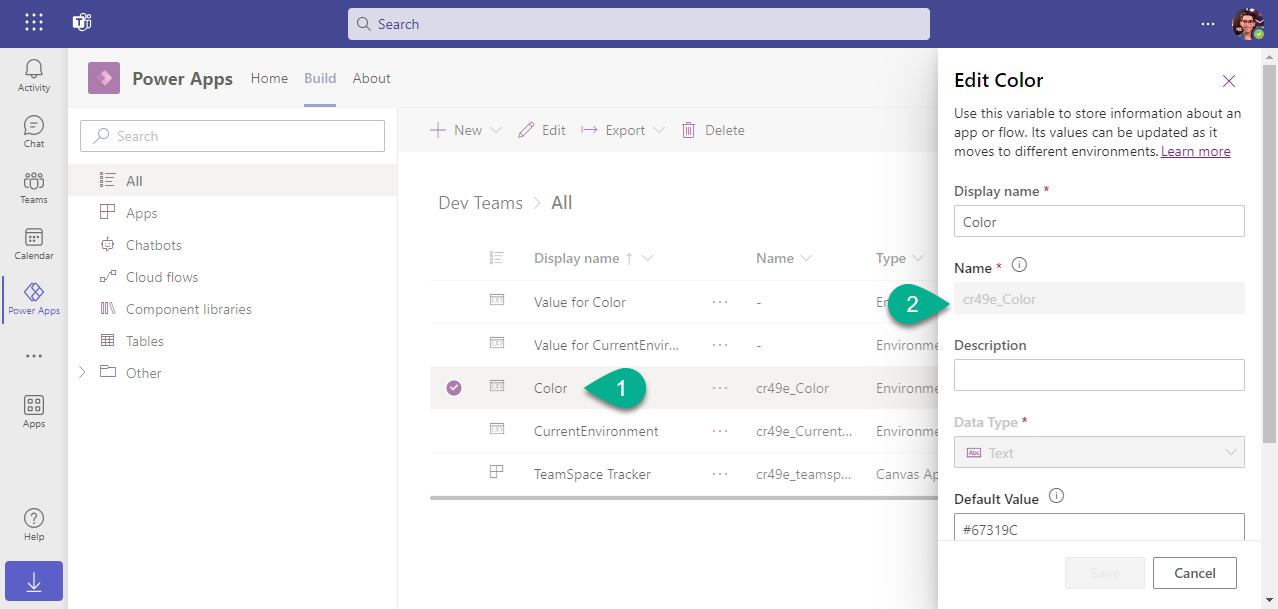 Search
Activity
Chat
Teams
Calendar
Power Apps
Apps
Help
Power Apps
Home
Build
About
Search
All
Apps
Chatbots
Cloud flows
Component libraries
Tables
Other
New
Edit
Export
Delete
Dev Teams > All
Display name ↑ Name Type
Value for Color ... - En
Value for CurrentEnvir... ... - Environme
Color ... cr49e_Color Environme
CurrentEnvironment ... cr49e_Current... Environme
TeamSpace Tracker ... cr49e_teamsp... Canvas Ap
1
2
Edit Color
Use this variable to store information about an
app or flow. Its values can be updated as it
moves to different environments. Learn more
Display name *
Color
Name *
cr49e_Color
Description
Data Type *
Abc Text
Default Value
#67319C
Save
Cancel